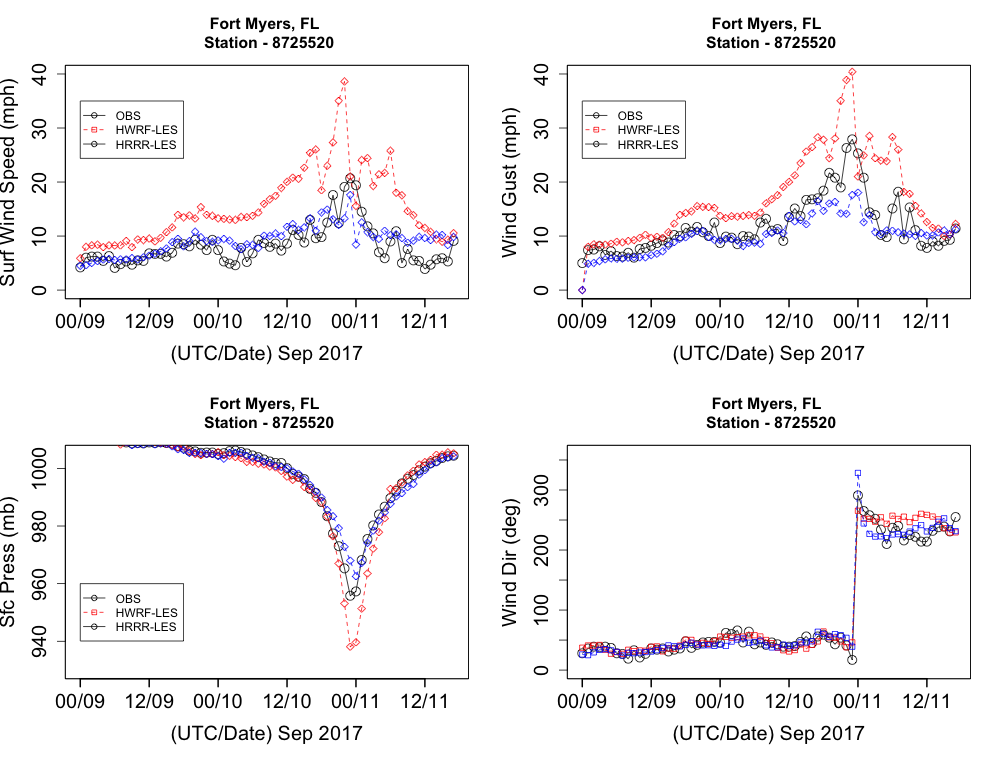 Fort Myers, FL
Station - 8725520
Surf Wind Speed (mph)
40
30
20
10
0
OBS
HWRF-LES
HRRR-LES
00/09 12/09 00/10 12/10 00/11 12/11
(UTC/Date) Sep 2017
Fort Myers, FL
Station - 8725520
Wind Gust (mph)
40
30
20
10
0
OBS
HWRF-LES
HRRR-LES
00/09 12/09 00/10 12/10 00/11 12/11
(UTC/Date) Sep 2017
Fort Myers, FL
Station - 8725520
Sfc Press (mb)
1000
980
960
940
OBS
HWRF-LES
HRRR-LES
00/09 12/09 00/10 12/10 00/11 12/11
(UTC/Date) Sep 2017
Fort Myers, FL
Station - 8725520
Wind Dir (deg)
300
200
100
0
00/09 12/09 00/10 12/10 00/11 12/11
(UTC/Date) Sep 2017